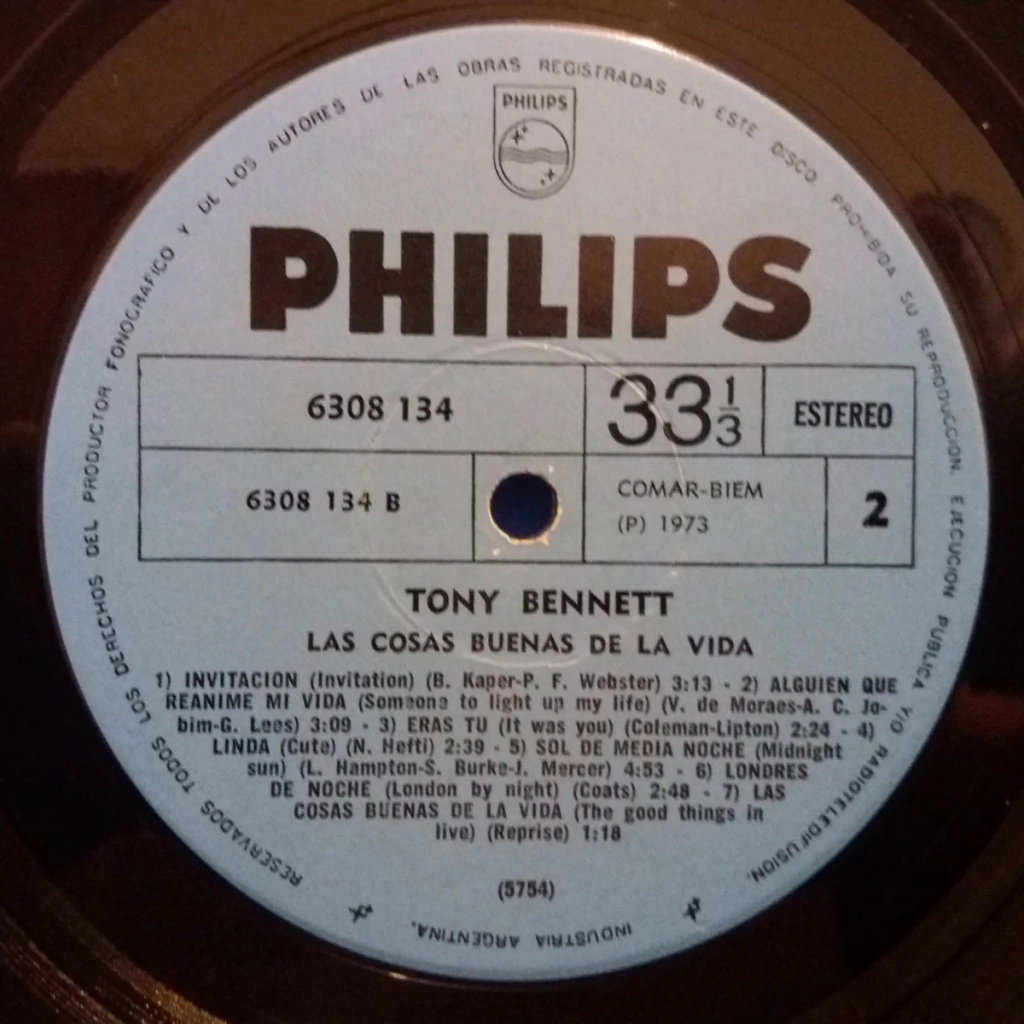 RESERVADOS TODOS LOS DERECHOS DEL PRODUCTOR FONOGRAFICO Y DE LOS AUTORES DE LAS OBRAS REGISTRADAS EN ESTE DISCO. PROHIBIDA SU REPRODUCCION, EJECUCION PUBLICA Y/O RADIOTELEDIFUSION.
PHILIPS
PHILIPS
6308 134
33 1/3
ESTEREO
6308 134 B
COMAR-BIEM
(P) 1973
2
TONY BENNETT
LAS COSAS BUENAS DE LA VIDA
1) INVITACION (Invitation) (B. Kaper-P. F. Webster) 3:13 - 2) ALGUIEN QUE
REANIME MI VIDA (Someone to light up my life) (V. de Moraes-A. C. Jo-
bim-G. Lees) 3:09 - 3) ERAS TU (It was you) (Coleman-Lipton) 2:24 - 4)
LINDA (Cute) (N. Hefti) 2:39 - 5) SOL DE MEDIA NOCHE (Midnight
sun) (L. Hampton-S. Burke-J. Mercer) 4:53 - 6) LONDRES
DE NOCHE (London by night) (Coats) 2:48 - 7) LAS
COSAS BUENAS DE LA VIDA (The good things in
live) (Reprise) 1:18
(5754)
INDUSTRIA ARGENTINA.